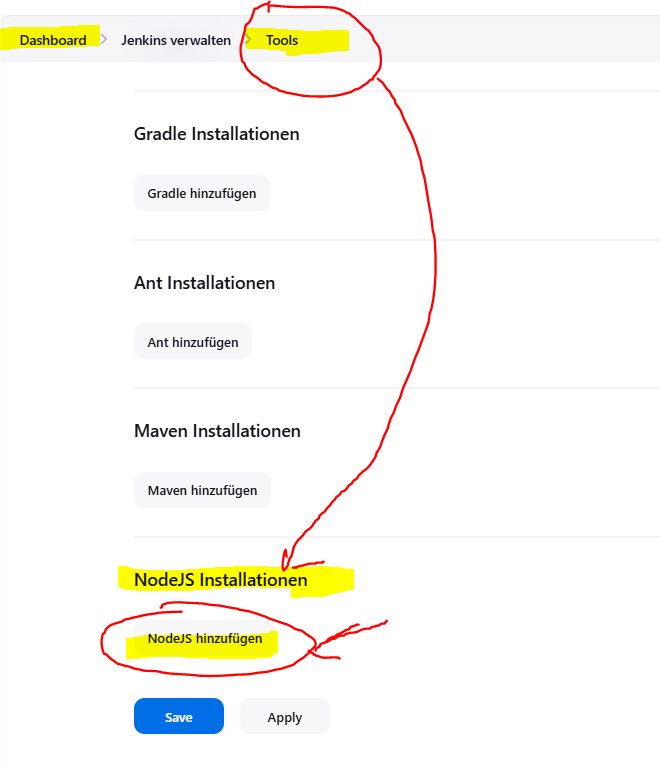 Dashboard > Jenkins verwalten > Tools
Gradle Installationen
Gradle hinzufügen
Ant Installationen
Ant hinzufügen
Maven Installationen
Maven hinzufügen
NodeJS Installationen
NodeJS hinzufügen
Save Apply